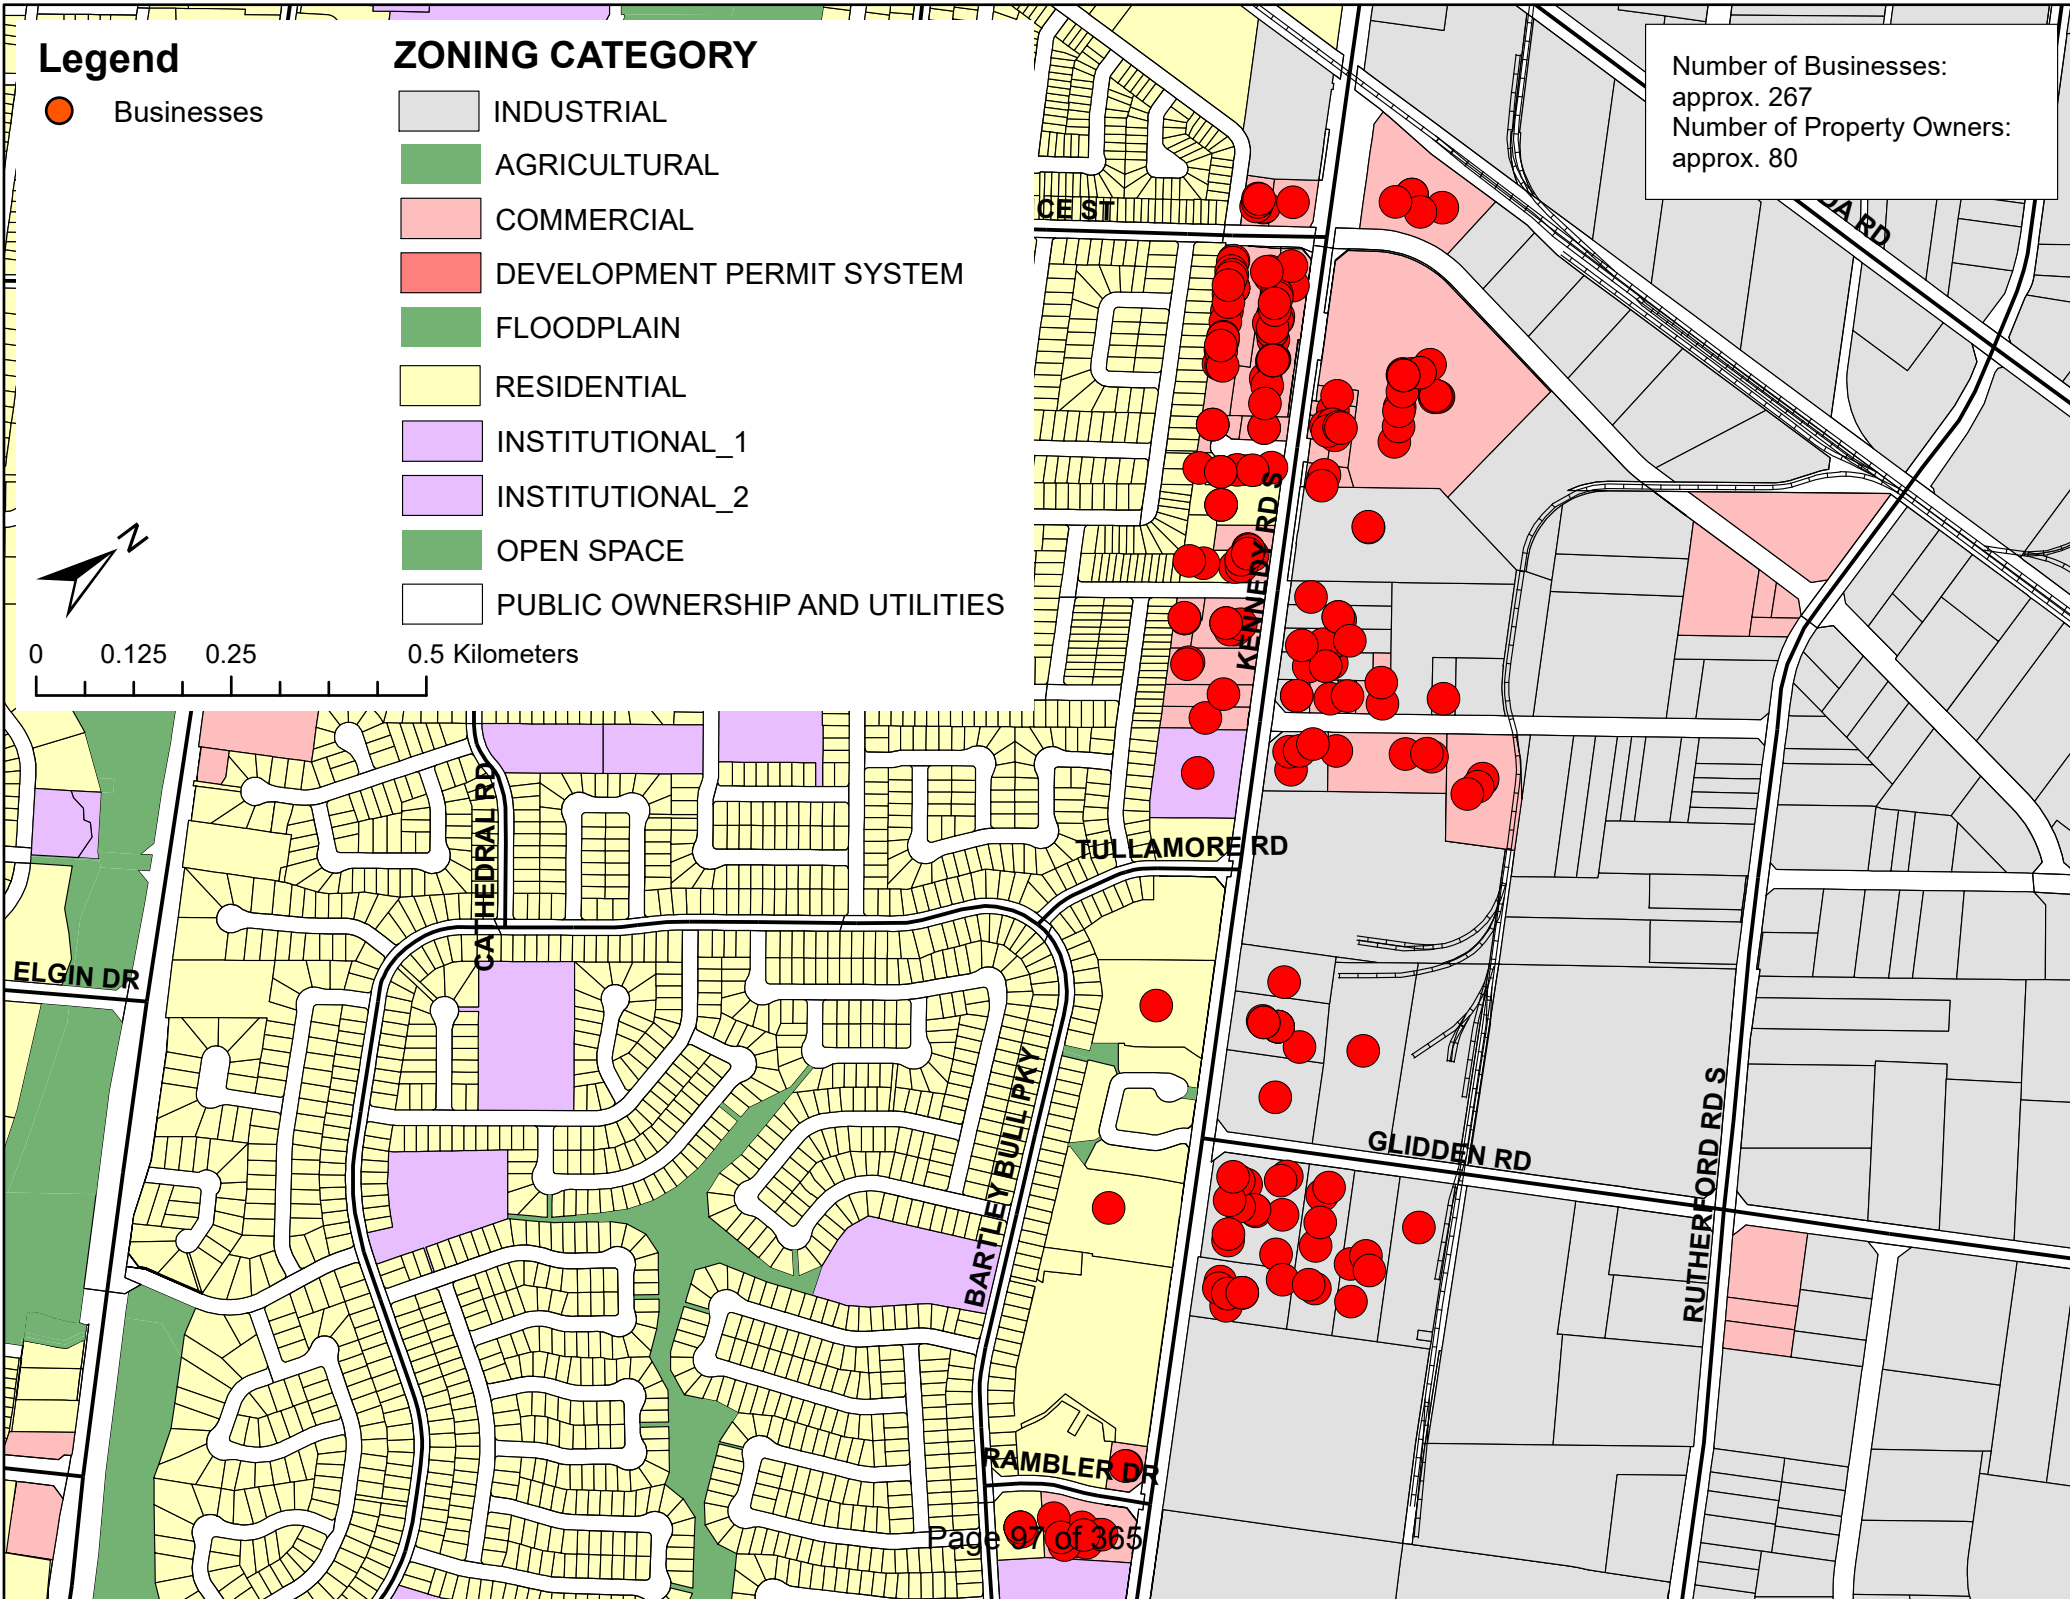 Legend
Businesses
ZONING CATEGORY
INDUSTRIAL
AGRICULTURAL
COMMERCIAL
DEVELOPMENT PERMIT SYSTEM
FLOODPLAIN
RESIDENTIAL
INSTITUTIONAL_1
INSTITUTIONAL_2
OPEN SPACE
PUBLIC OWNERSHIP AND UTILITIES
N
0 0.125 0.25 0.5 Kilometers
Number of Businesses:
approx. 267
Number of Property Owners:
approx. 80
CE ST
DA RD
KENNEDY RD S
CATHEDRAL RD
TULLAMORE RD
ELGIN DR
BARTLEY BULL PKY
GLIDDEN RD
RUTHERFORD RD S
RAMBLER DR
Page 97 of 365